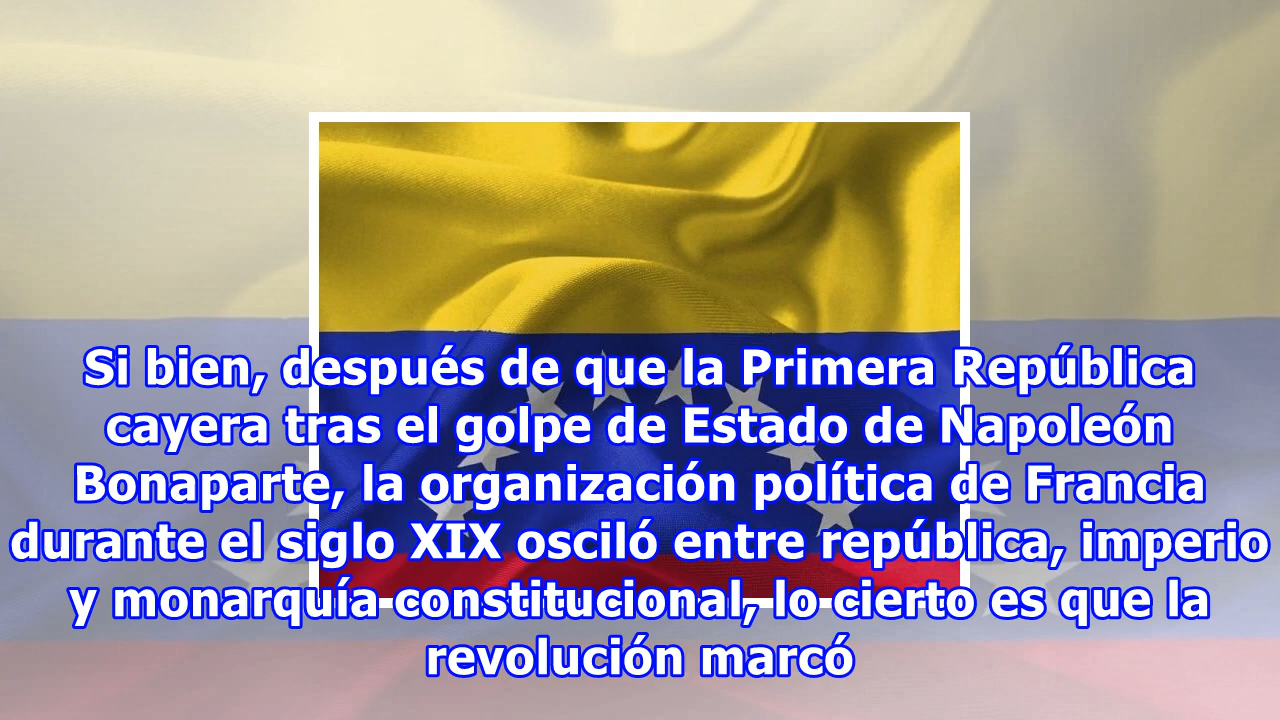 Si bien, después de que la Primera República
cayera tras el golpe de Estado de Napoleón
Bonaparte, la organización política de Francia
durante el siglo XIX osciló entre república, imperio
y monarquía constitucional, lo cierto es que la
revolución marcó